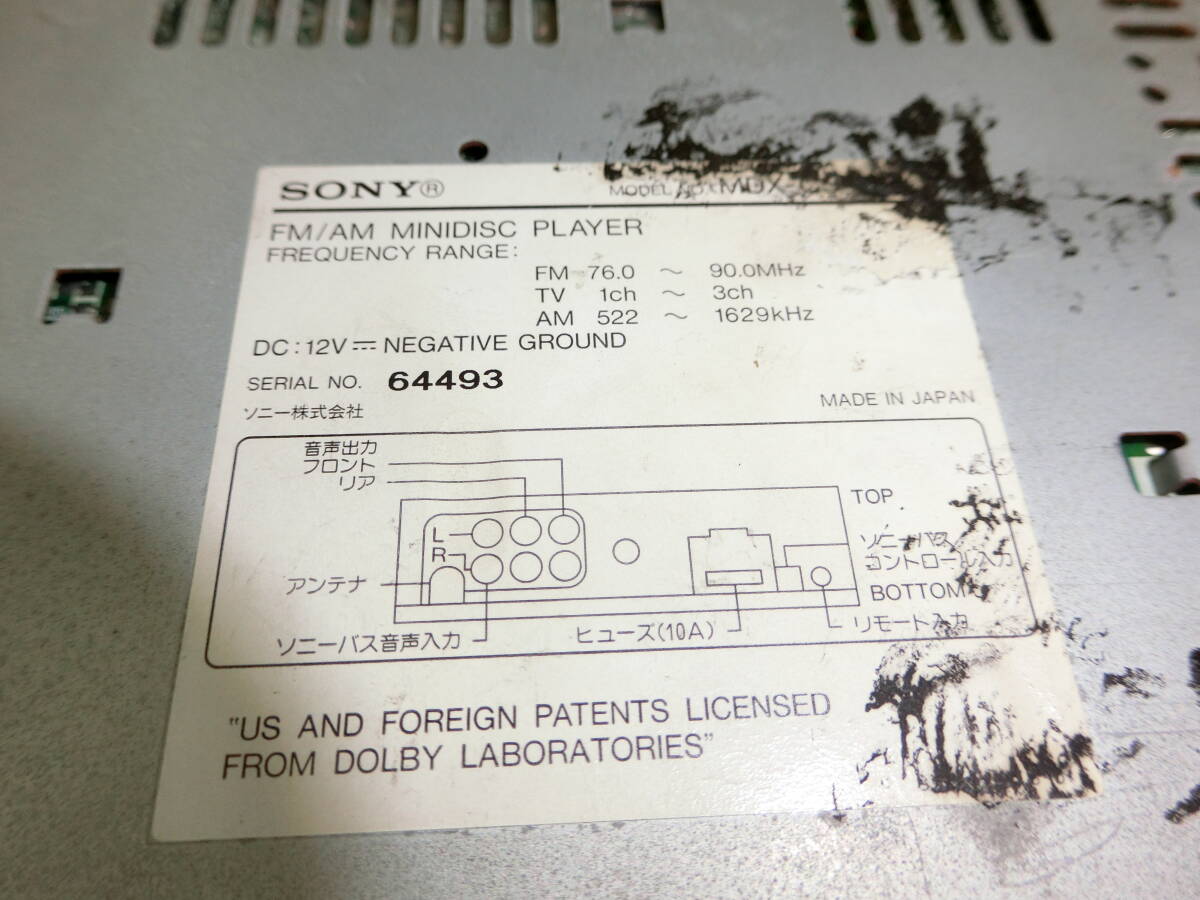 SONY®
MODEL NO. MDX-
FM/AM MINIDISC PLAYER
FREQUENCY RANGE:
FM 76.0 ~ 90.0MHz
TV 1ch ~ 3ch
AM 522 ~ 1629kHz
DC:12V⎓NEGATIVE GROUND
SERIAL NO. 64493
ソニー株式会社
MADE IN JAPAN
音声出力
フロント
リア
TOP
L
R
ソニーバス
コントロール入力
アンテナ
BOTTOM
ソニーバス音声入力
ヒューズ(10A)
リモート入力
"US AND FOREIGN PATENTS LICENSED
FROM DOLBY LABORATORIES"